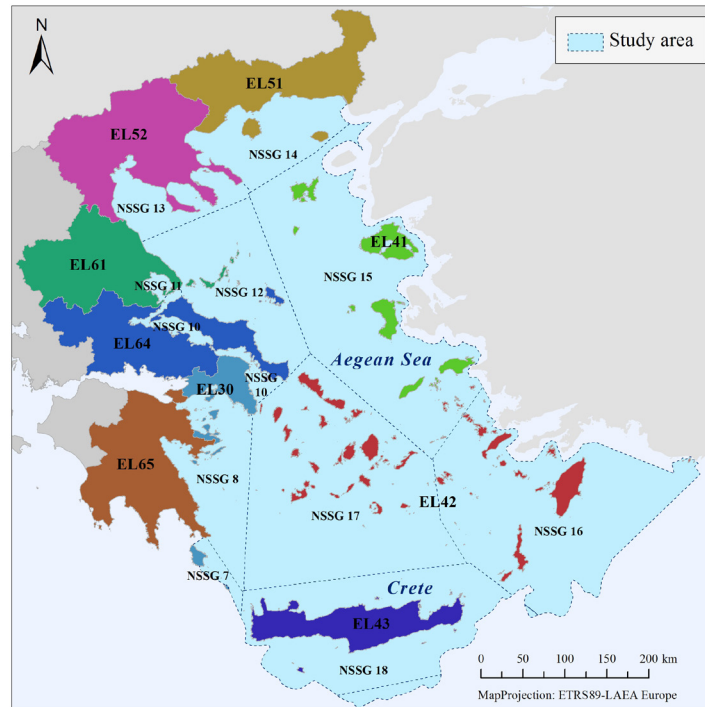 N
Study area
EL51
EL52
NSSG 14
NSSG 13
EL41
EL61
NSSG 15
NSSG 11
NSSG 12
NSSG 10
EL64
Aegean Sea
EL30
NSSG
10
EL65
NSSG 8
EL42
NSSG 17
NSSG 16
NSSG 7
Crete
EL43
NSSG 18
0 50 100 200 km
MapProjection: ETRS89-LAEA Europe